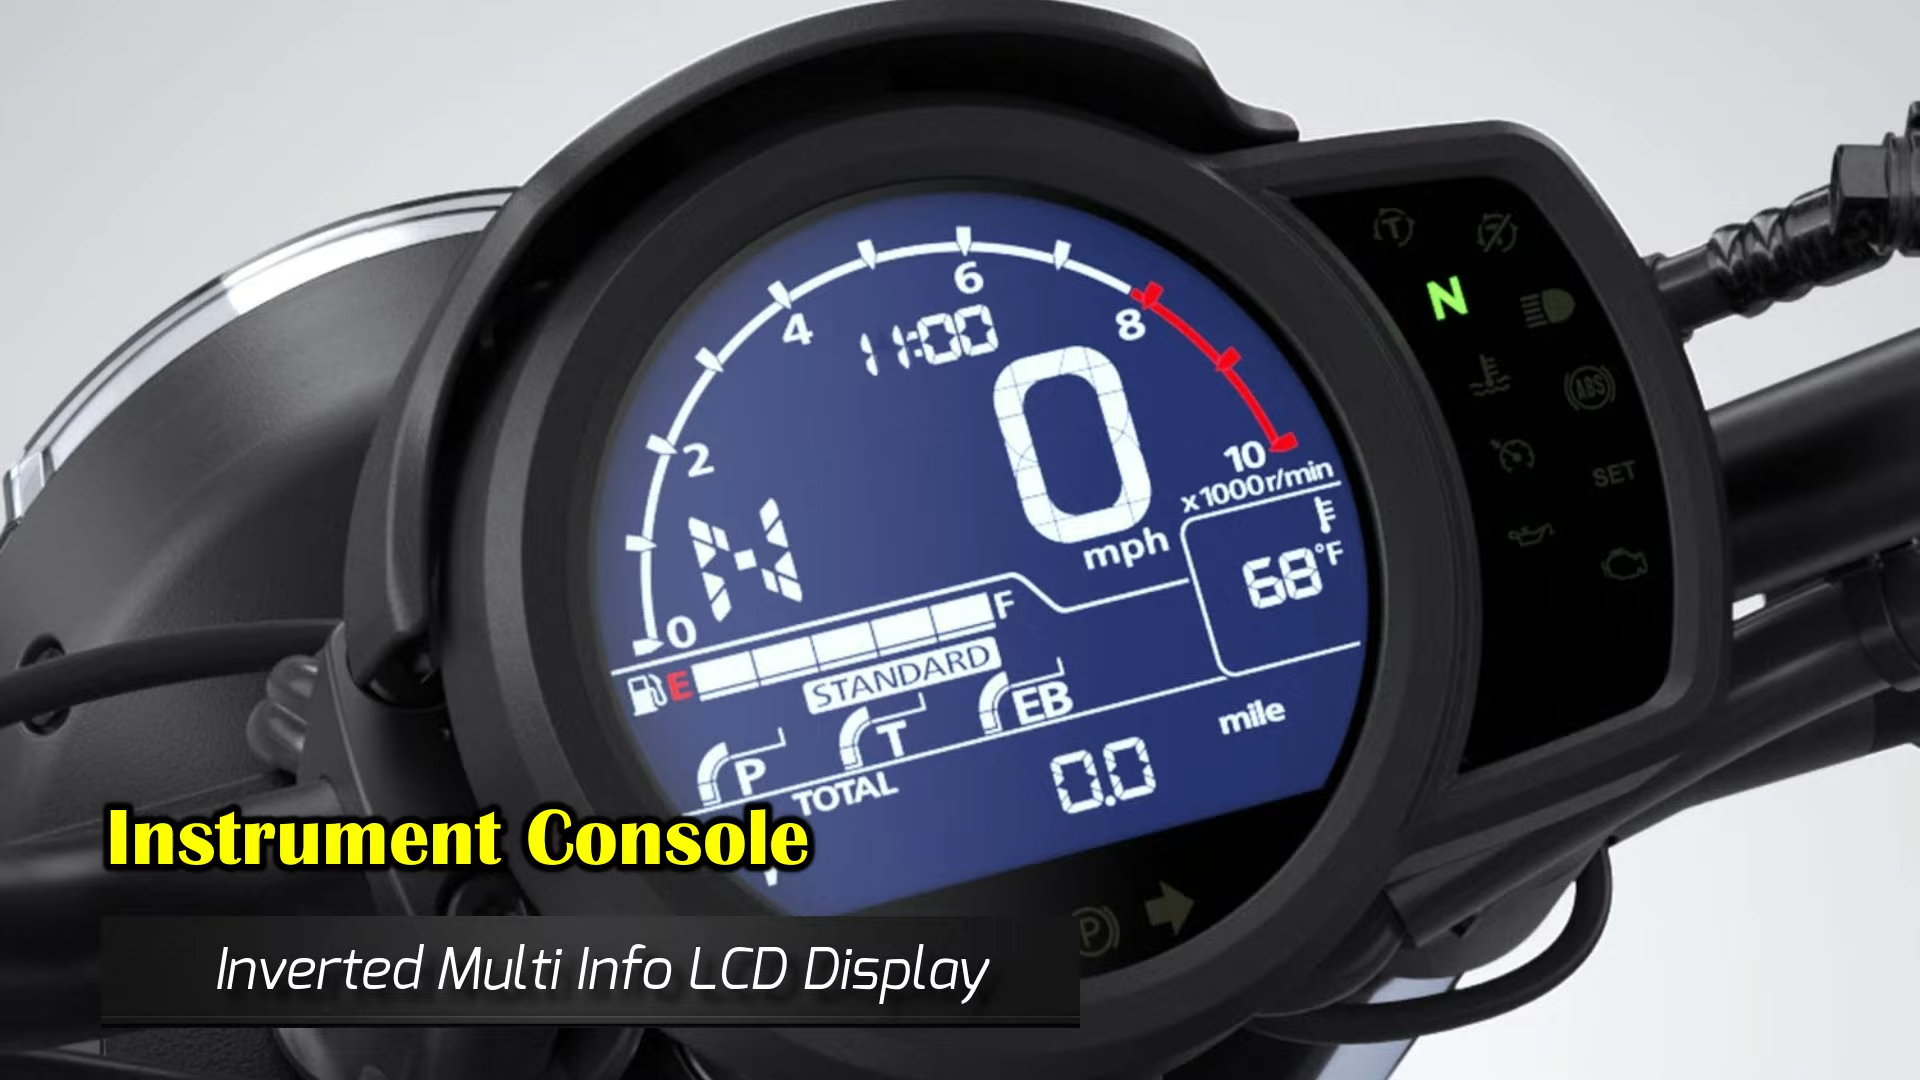 T
6
4
8
11:00
N
0
2
10
x1000r/min
ABS
mph
N
SET
68°F
0
F
E
STANDARD
EB
T
P
mile
TOTAL
0.0
Instrument Console
P
Inverted Multi Info LCD Display